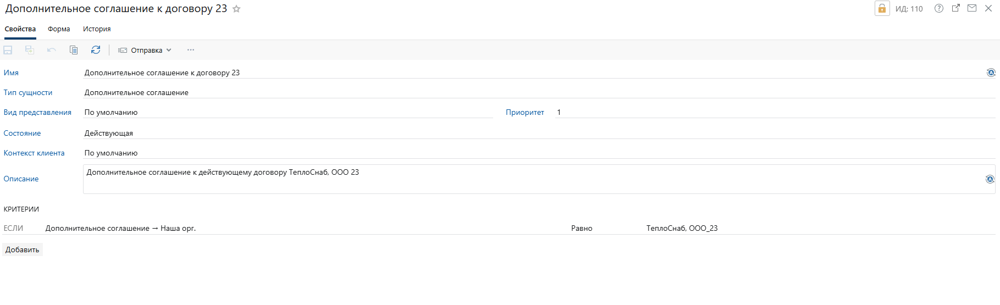 Дополнительное соглашение к договору 23
ИД: 110
Свойства Форма История
Отправка
Имя Дополнительное соглашение к договору 23
Тип сущности Дополнительное соглашение
Вид представления По умолчанию Приоритет 1
Состояние Действующая
Контекст клиента По умолчанию
Описание Дополнительное соглашение к действующему договору ТеплоСнаб, ООО 23
КРИТЕРИИ
ЕСЛИ Дополнительное соглашение → Наша орг. Равно ТеплоСнаб, ООО_23
Добавить